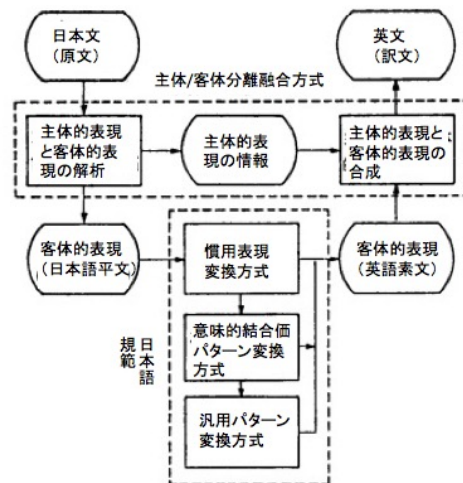 日本文
（原文）
英文
（訳文）
主体/客体分離融合方式
主体的表現
と客体的表
現の解析
主体的表
現の情報
主体的表現と
客体的表現の
合成
客体的表現
（日本語平文）
慣用表現
変換方式
客体的表現
（英語素文）
意味的結合価
パターン変換
方式
日本語
規範
汎用パターン
変換方式